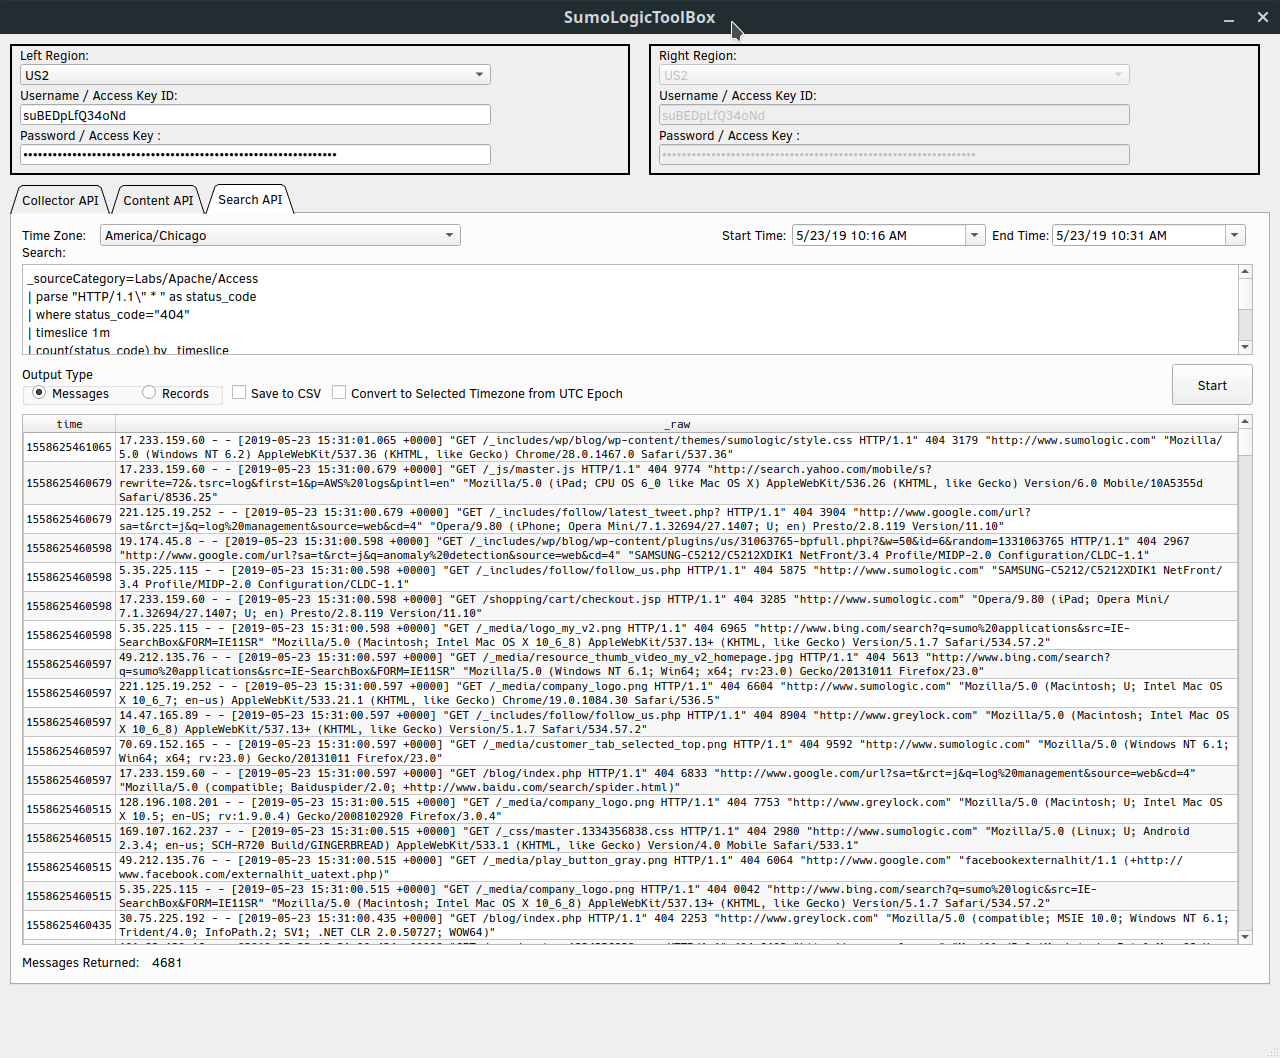 SumoLogicToolBox
Left Region:
US2
Username / Access Key ID:
suBEDpLfQ34oNd
Password / Access Key :
Right Region:
US2
Username / Access Key ID:
suBEDpLfQ34oNd
Password / Access Key :
Collector API
Content API
Search API
Time Zone:
America/Chicago
Start Time:
5/23/19 10:16 AM
End Time:
5/23/19 10:31 AM
Search:
_sourceCategory=Labs/Apache/Access
| parse "HTTP/1.1\" * " as status_code
| where status_code="404"
| timeslice 1m
| count(status_code) by _timeslice
Output Type
Messages
Records
Save to CSV
Convert to Selected Timezone from UTC Epoch
Start
time _raw
1558625461065 17.233.159.60 - - [2019-05-23 15:31:01.065 +0000] "GET /_includes/wp/blog/wp-content/themes/sumologic/style.css HTTP/1.1" 404 3179 "http://www.sumologic.com" "Mozilla/
5.0 (Windows NT 6.2) AppleWebKit/537.36 (KHTML, like Gecko) Chrome/28.0.1467.0 Safari/537.36"
1558625460679 17.233.159.60 - - [2019-05-23 15:31:00.679 +0000] "GET /_js/master.js HTTP/1.1" 404 9774 "http://search.yahoo.com/mobile/s?
rewrite=72&.tsrc=log&first=1&p=AWS%20logs&pintl=en" "Mozilla/5.0 (iPad; CPU OS 6_0 like Mac OS X) AppleWebKit/536.26 (KHTML, like Gecko) Version/6.0 Mobile/10A5355d
Safari/8536.25"
1558625460679 221.125.19.252 - - [2019-05-23 15:31:00.679 +0000] "GET /_includes/follow/latest_tweet.php? HTTP/1.1" 404 3904 "http://www.google.com/url?
sa=t&rct=j&q=log%20management&source=web&cd=4" "Opera/9.80 (iPhone; Opera Mini/7.1.32694/27.1407; U; en) Presto/2.8.119 Version/11.10"
1558625460598 19.174.45.8 - - [2019-05-23 15:31:00.598 +0000] "GET /_includes/wp/blog/wp-content/plugins/us/31063765-bpfull.phpi?&w=50&id=6&random=1331063765 HTTP/1.1" 404 2967
"http://www.google.com/url?sa=t&rct=j&q=anomaly%20detection&source=web&cd=4" "SAMSUNG-C5212/C5212XDIK1 NetFront/3.4 Profile/MIDP-2.0 Configuration/CLDC-1.1"
1558625460598 5.35.225.115 - - [2019-05-23 15:31:00.598 +0000] "GET /_includes/follow/follow_us.php HTTP/1.1" 404 5875 "http://www.sumologic.com" "SAMSUNG-C5212/C5212XDIK1 NetFront/
3.4 Profile/MIDP-2.0 Configuration/CLDC-1.1"
1558625460598 17.233.159.60 - - [2019-05-23 15:31:00.598 +0000] "GET /shopping/cart/checkout.jsp HTTP/1.1" 404 3285 "http://www.sumologic.com" "Opera/9.80 (iPad; Opera Mini/
7.1.32694/27.1407; U; en) Presto/2.8.119 Version/11.10"
1558625460598 5.35.225.115 - - [2019-05-23 15:31:00.598 +0000] "GET /_media/logo_my_v2.png HTTP/1.1" 404 6965 "http://www.bing.com/search?q=sumo%20applications&src=IE-
SearchBox&FORM=IE11SR" "Mozilla/5.0 (Macintosh; Intel Mac OS X 10_6_8) AppleWebKit/537.13+ (KHTML, like Gecko) Version/5.1.7 Safari/534.57.2"
1558625460597 49.212.135.76 - - [2019-05-23 15:31:00.597 +0000] "GET /_media/resource_thumb_video_my_v2_homepage.jpg HTTP/1.1" 404 5613 "http://www.bing.com/search?
q=sumo%20applications&src=IE-SearchBox&FORM=IE11SR" "Mozilla/5.0 (Windows NT 6.1; Win64; x64; rv:23.0) Gecko/20131011 Firefox/23.0"
1558625460597 221.125.19.252 - - [2019-05-23 15:31:00.597 +0000] "GET /_media/company_logo.png HTTP/1.1" 404 6604 "http://www.sumologic.com" "Mozilla/5.0 (Macintosh; U; Intel Mac OS
X 10_6_7; en-us) AppleWebKit/533.21.1 (KHTML, like Gecko) Chrome/19.0.1084.30 Safari/536.5"
1558625460597 14.47.165.89 - - [2019-05-23 15:31:00.597 +0000] "GET /_includes/follow/follow_us.php HTTP/1.1" 404 8904 "http://www.greylock.com" "Mozilla/5.0 (Macintosh; Intel Mac OS
X 10_6_8) AppleWebKit/537.13+ (KHTML, like Gecko) Version/5.1.7 Safari/534.57.2"
1558625460597 70.69.152.165 - - [2019-05-23 15:31:00.597 +0000] "GET /_media/customer_tab_selected_top.png HTTP/1.1" 404 9592 "http://www.sumologic.com" "Mozilla/5.0 (Windows NT 6.1;
Win64; x64; rv:23.0) Gecko/20131011 Firefox/23.0"
1558625460597 17.233.159.60 - - [2019-05-23 15:31:00.597 +0000] "GET /blog/index.php HTTP/1.1" 404 6833 "http://www.google.com/url?sa=t&rct=j&q=log%20management&source=web&cd=4"
"Mozilla/5.0 (compatible; Baiduspider/2.0; +http://www.baidu.com/search/spider.html)"
1558625460515 128.196.108.201 - - [2019-05-23 15:31:00.515 +0000] "GET /_media/company_logo.png HTTP/1.1" 404 7753 "http://www.greylock.com" "Mozilla/5.0 (Macintosh; U; Intel Mac OS
X 10.5; en-US; rv:1.9.0.4) Gecko/2008102920 Firefox/3.0.4"
1558625460515 169.107.162.237 - - [2019-05-23 15:31:00.515 +0000] "GET /_css/master.1334356838.css HTTP/1.1" 404 2980 "http://www.sumologic.com" "Mozilla/5.0 (Linux; U; Android
2.3.4; en-us; SCH-R720 Build/GINGERBREAD) AppleWebKit/533.1 (KHTML, like Gecko) Version/4.0 Mobile Safari/533.1"
1558625460515 49.212.135.76 - - [2019-05-23 15:31:00.515 +0000] "GET /_media/play_button_gray.png HTTP/1.1" 404 6064 "http://www.google.com" "facebookexternalhit/1.1 (+http://
www.facebook.com/externalhit_uatext.php)"
1558625460515 5.35.225.115 - - [2019-05-23 15:31:00.515 +0000] "GET /_media/company_logo.png HTTP/1.1" 404 0042 "http://www.bing.com/search?q=sumo%20logic&src=IE-
SearchBox&FORM=IE11SR" "Mozilla/5.0 (Macintosh; Intel Mac OS X 10_6_8) AppleWebKit/537.13+ (KHTML, like Gecko) Version/5.1.7 Safari/534.57.2"
1558625460435 30.75.225.192 - - [2019-05-23 15:31:00.435 +0000] "GET /blog/index.php HTTP/1.1" 404 2253 "http://www.greylock.com" "Mozilla/5.0 (compatible; MSIE 10.0; Windows NT 6.1;
Trident/4.0; InfoPath.2; SV1; .NET CLR 2.0.50727; WOW64)"
Messages Returned: 4681